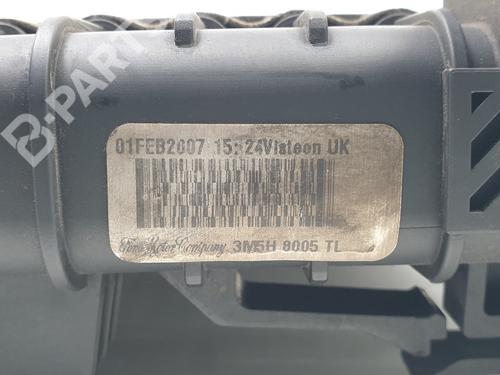 B-PARTS
01FEB2007 15:24Visteon UK
Ford Motor Company 3M5H 8005 TL